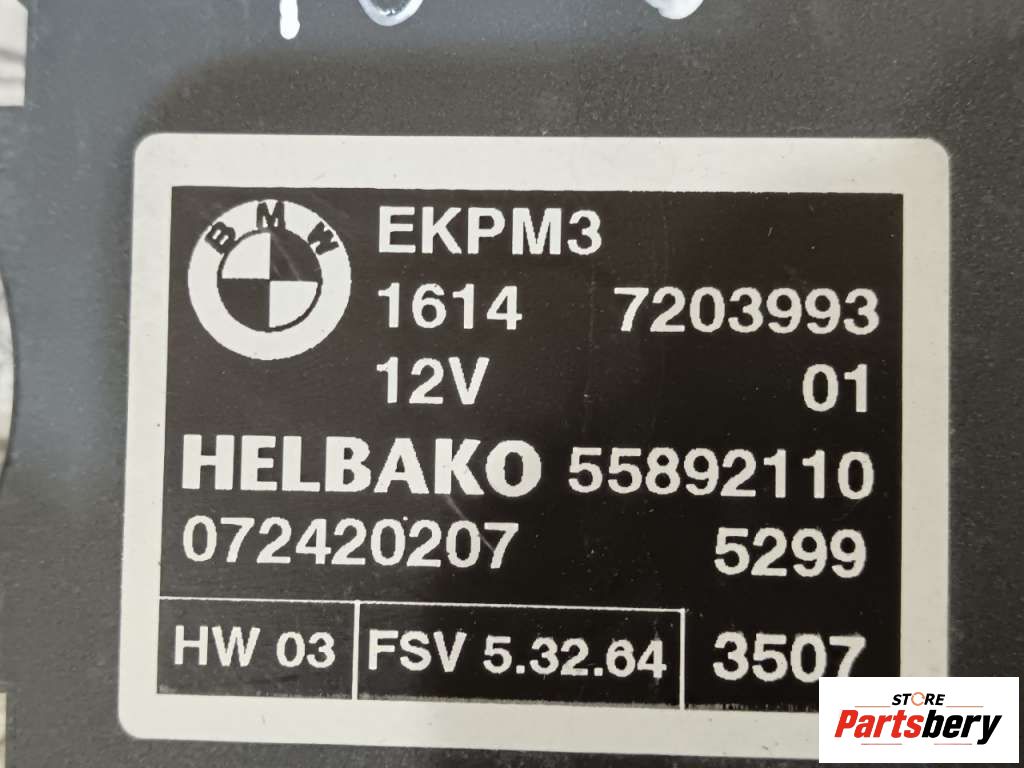 BMW
EKPM3
1614 7203993
12V 01
HELBAKO 55892110
072420207 5299
HW 03 FSV 5.32.64 3507
STORE
Partsbery